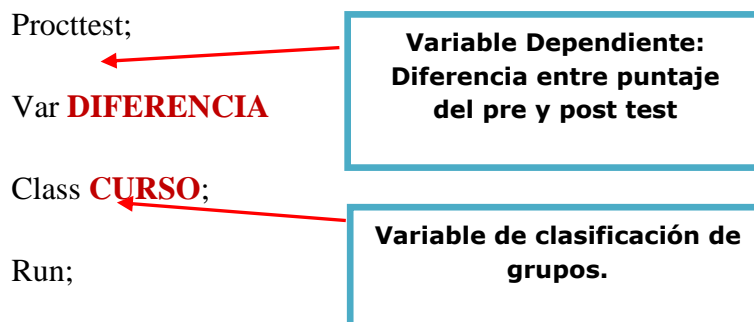 Procttest;
Var DIFERENCIA
Class CURSO;
Run;
Variable Dependiente:
Diferencia entre puntaje
del pre y post test
Variable de clasificación de
grupos.